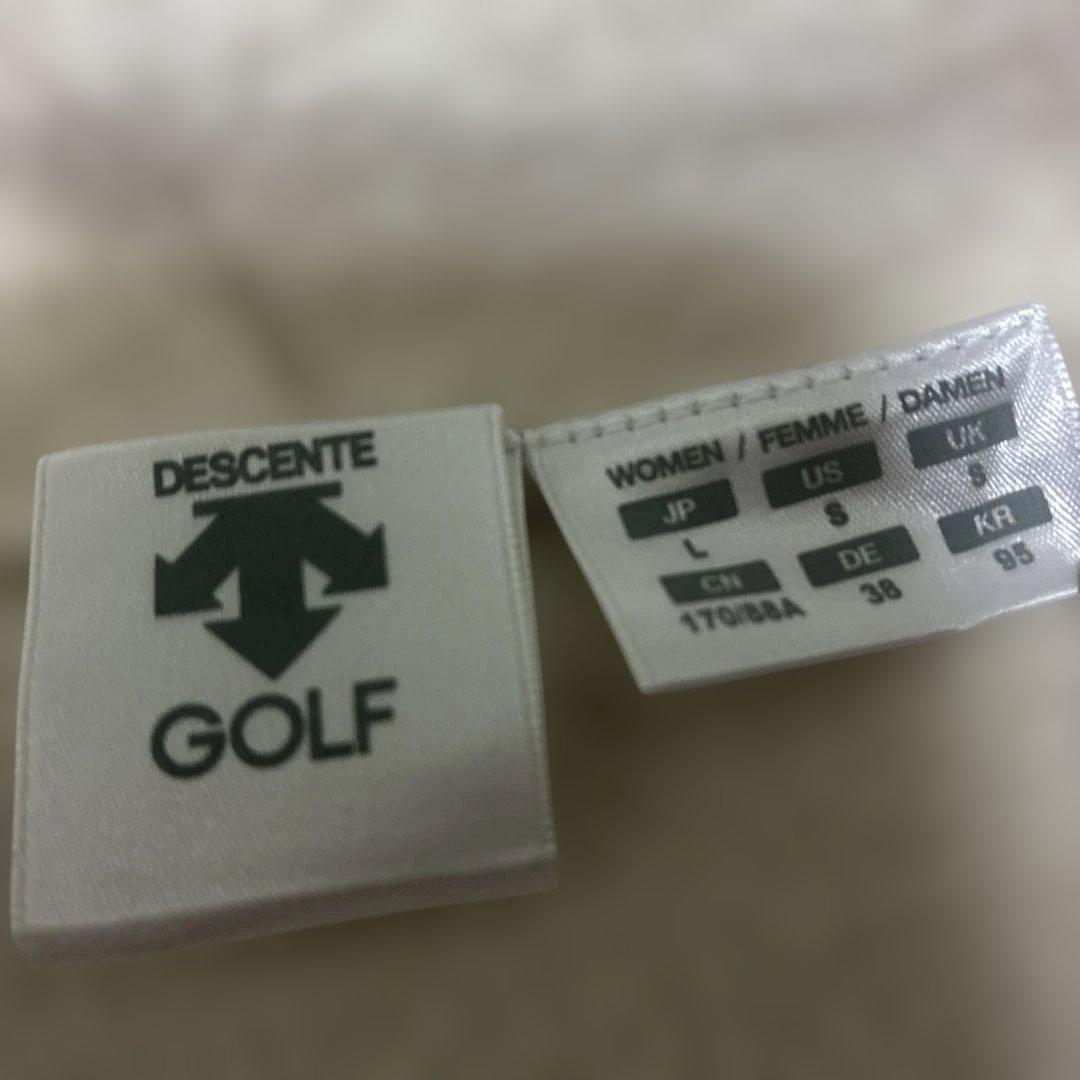 DESCENTE
GOLF
WOMEN / FEMME / DAMEN
JP US UK
L S S
CN DE KR
170/88A 38 95